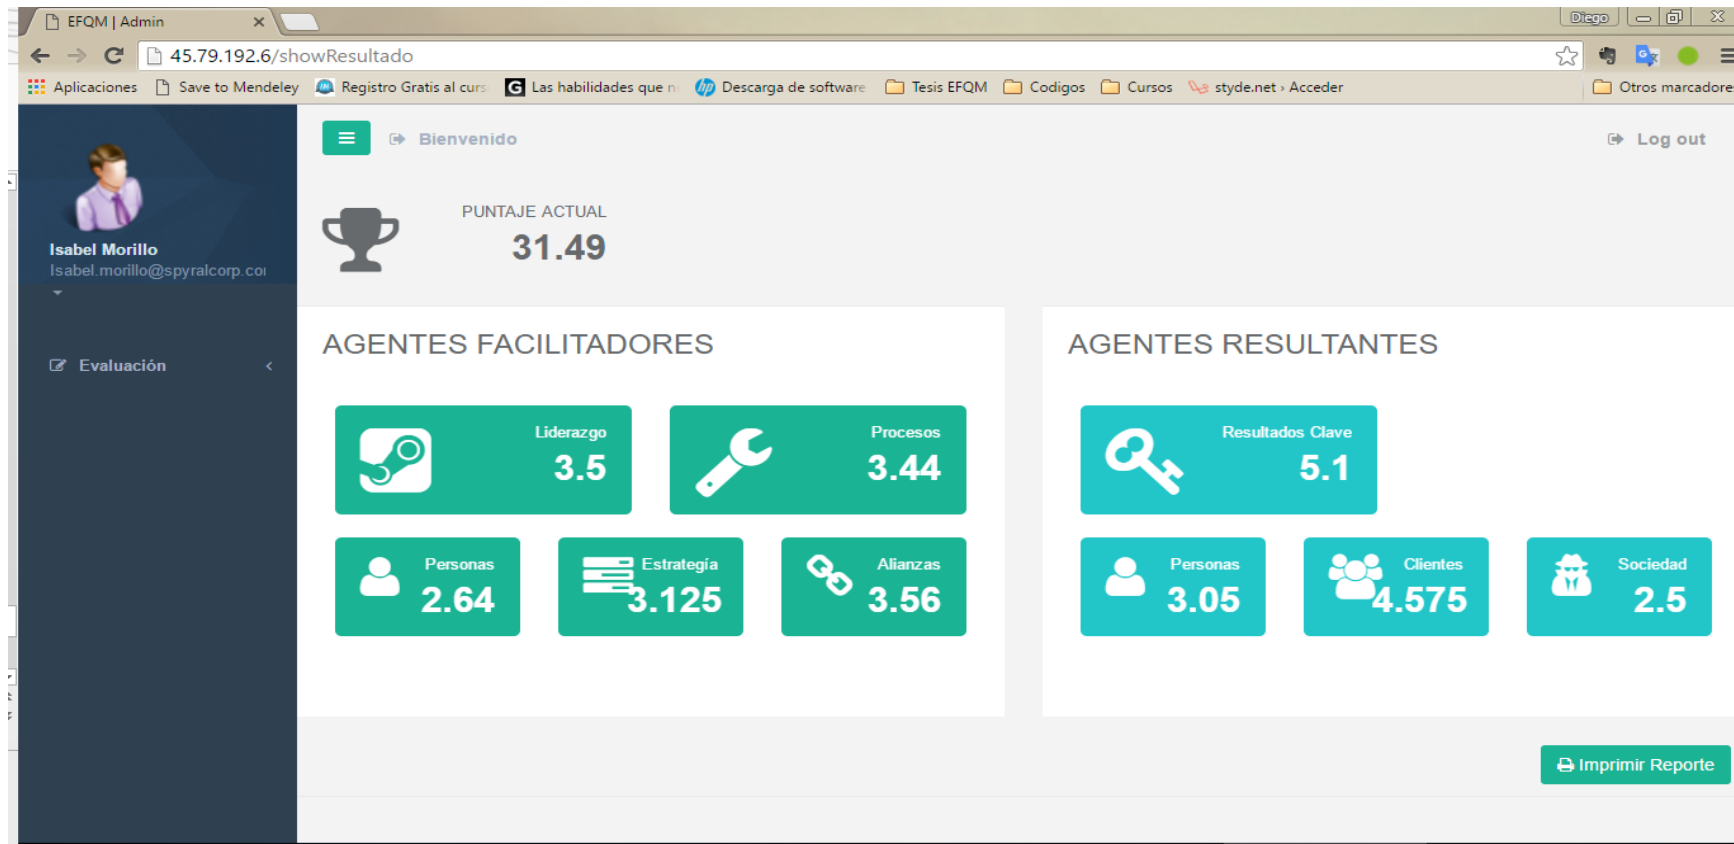 EFQM | Admin
Diego
45.79.192.6/showResultado
Aplicaciones
Save to Mendeley
Registro Gratis al curs
Las habilidades que n
Descarga de software
Tesis EFQM
Codigos
Cursos
styde.net › Acceder
Otros marcadores
Bienvenido
Log out
Isabel Morillo
Isabel.morillo@spyralcorp.co
Evaluación
PUNTAJE ACTUAL
31.49
AGENTES FACILITADORES
Liderazgo
3.5
Procesos
3.44
Personas
2.64
Estrategía
3.125
Alianzas
3.56
AGENTES RESULTANTES
Resultados Clave
5.1
Personas
3.05
Clientes
4.575
Sociedad
2.5
Imprimir Reporte